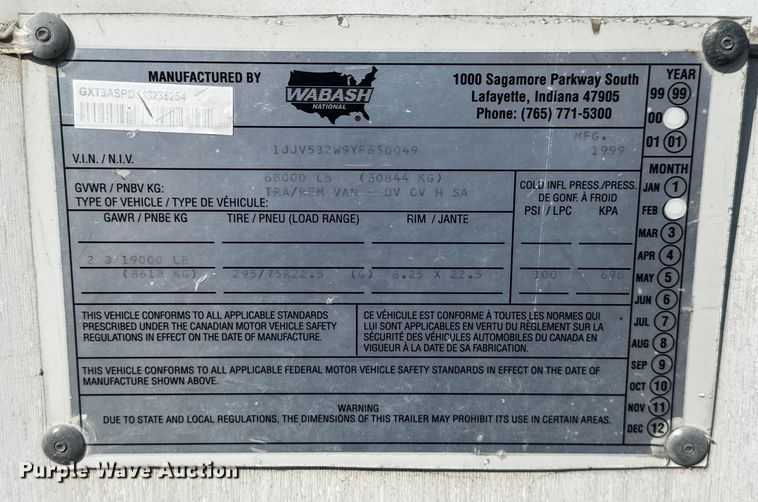 MANUFACTURED BY
WABASH
NATIONAL
1000 Sagamore Parkway South
Lafayette, Indiana 47905
Phone: (765) 771-5300
YEAR
99 99
00
01 01
GXT3ASPD
V.I.N. / N.I.V. 1JJV532W9YF650049
MFG.
1999
68000 LB (30844 KG)
GVWR / PNBV KG: TRA/REM VAN - DV CV H SA
TYPE OF VEHICLE / TYPE DE VÉHICULE:
COLD INFL PRESS./PRESS.
DE GONF. À FROID
PSI / LPC KPA
GAWR / PNBE KG TIRE / PNEU (LOAD RANGE) RIM / JANTE
2 @ 19000 LB
(8618 KG) 295/75R22.5 (G) 8.25 X 22.5 100 690
MONTH
JAN 1
FEB
MAR 3
APR 4
MAY 5
JUN 6
JUL 7
AUG 8
SEP 9
OCT 10
NOV 11
DEC 12
THIS VEHICLE CONFORMS TO ALL APPLICABLE STANDARDS
PRESCRIBED UNDER THE CANADIAN MOTOR VEHICLE SAFETY
REGULATIONS IN EFFECT ON THE DATE OF MANUFACTURE.
CE VÉHICULE EST CONFORME À TOUTES LES NORMES QUI
LUI SONT APPLICABLES EN VERTU DU RÈGLEMENT SUR LA
SÉCURITÉ DES VÉHICULES AUTOMOBILES DU CANADA EN
VIGUEUR À LA DATE DE SA FABRICATION.
THIS VEHICLE CONFORMS TO ALL APPLICABLE FEDERAL MOTOR VEHICLE SAFETY STANDARDS IN EFFECT ON THE DATE OF
MANUFACTURE SHOWN ABOVE.
WARNING
DUE TO STATE AND LOCAL REGULATIONS, THE DIMENSIONS OF THIS TRAILER MAY PROHIBIT ITS USE IN CERTAIN AREAS.
Purple Wave Auction